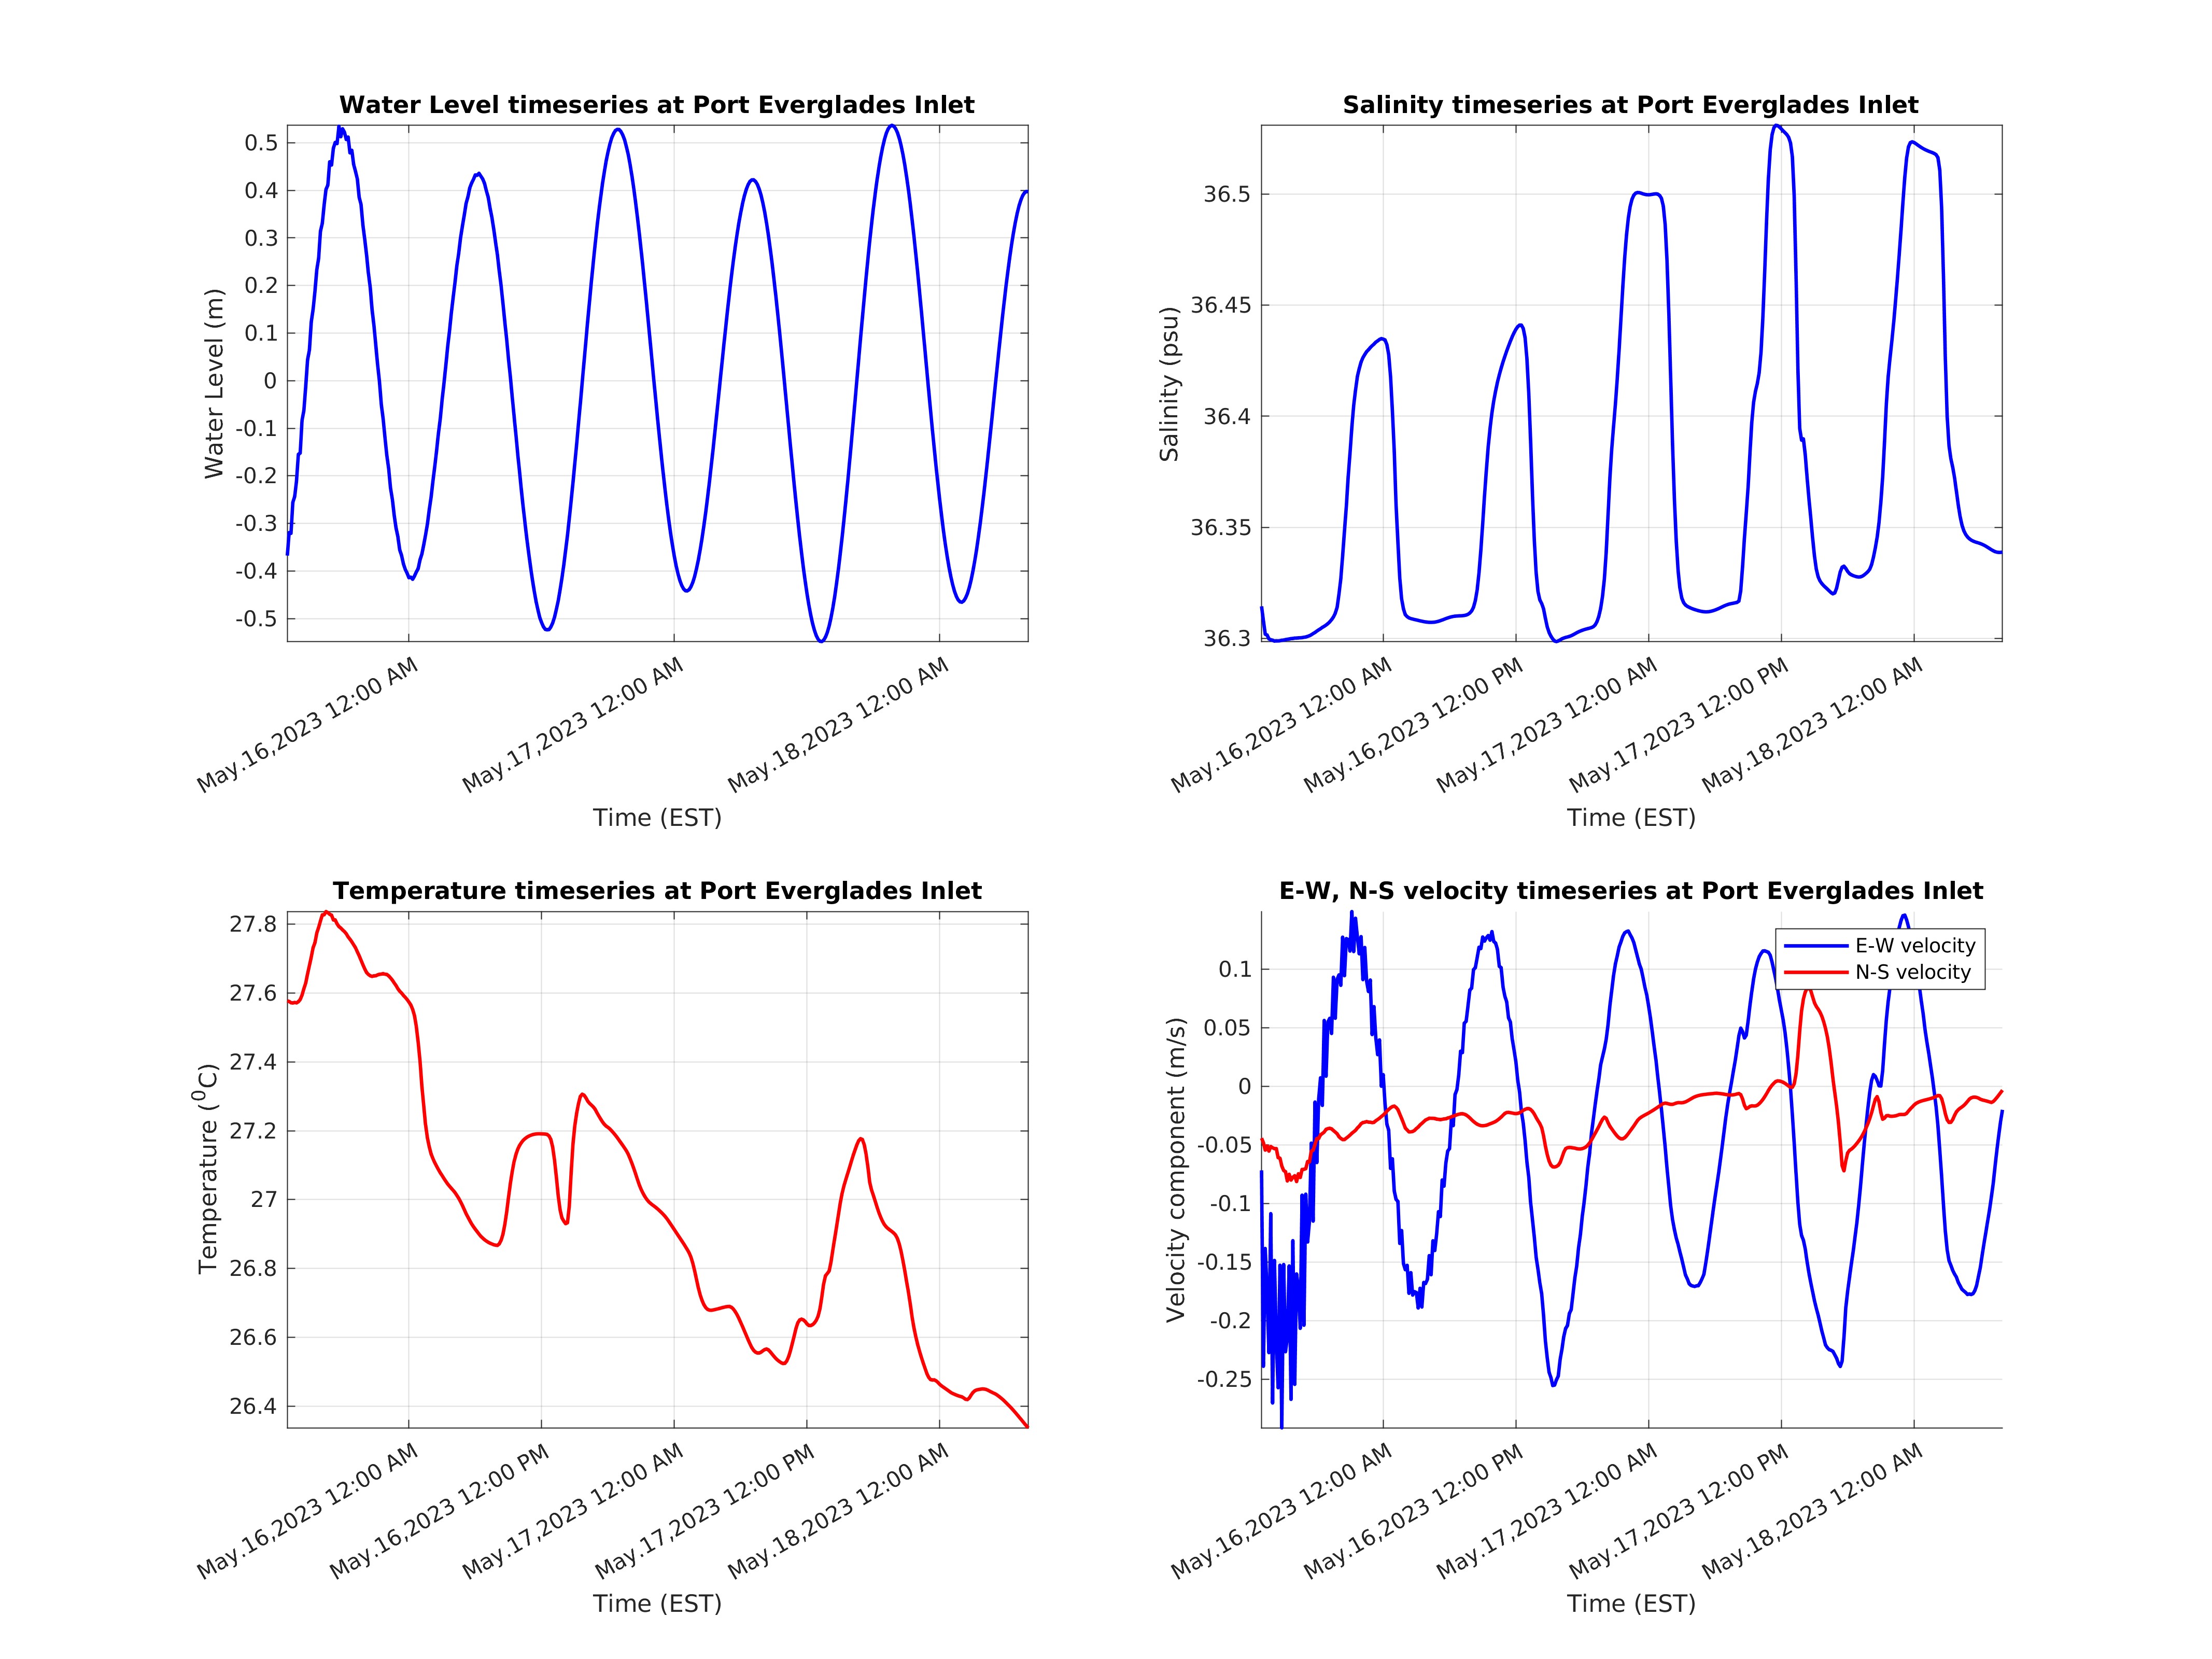 Water Level timeseries at Port Everglades Inlet
Water Level (m)
0.5
0.4
0.3
0.2
0.1
0
-0.1
-0.2
-0.3
-0.4
-0.5
May.16,2023 12:00 AM
May.17,2023 12:00 AM
May.18,2023 12:00 AM
Time (EST)
Salinity timeseries at Port Everglades Inlet
Salinity (psu)
36.5
36.45
36.4
36.35
36.3
May.16,2023 12:00 AM
May.16,2023 12:00 PM
May.17,2023 12:00 AM
May.17,2023 12:00 PM
May.18,2023 12:00 AM
Time (EST)
Temperature timeseries at Port Everglades Inlet
Temperature (⁰C)
27.8
27.6
27.4
27.2
27
26.8
26.6
26.4
May.16,2023 12:00 AM
May.16,2023 12:00 PM
May.17,2023 12:00 AM
May.17,2023 12:00 PM
May.18,2023 12:00 AM
Time (EST)
E-W, N-S velocity timeseries at Port Everglades Inlet
Velocity component (m/s)
E-W velocity
N-S velocity
0.1
0.05
0
-0.05
-0.1
-0.15
-0.2
-0.25
May.16,2023 12:00 AM
May.16,2023 12:00 PM
May.17,2023 12:00 AM
May.17,2023 12:00 PM
May.18,2023 12:00 AM
Time (EST)